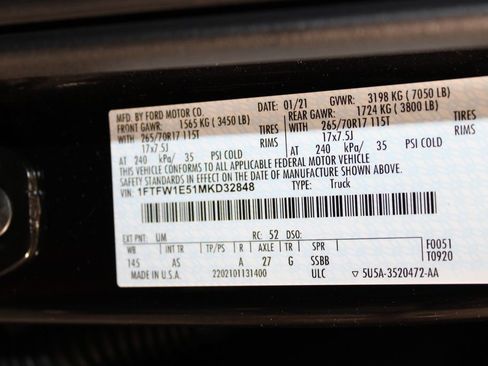 MFD. BY FORD MOTOR CO. DATE: 01/21 GVWR: 3198 KG ( 7050 LB)
FRONT GAWR: 1565 KG ( 3450 LB) REAR GAWR: 1724 KG ( 3800 LB)
WITH 265/70R17 115T TIRES WITH 265/70R17 115T TIRES
17x7.5J RIMS 17x7.5J RIMS
AT 240 kPa/ 35 PSI COLD AT 240 kPa/ 35 PSI COLD
THIS VEHICLE CONFORMS TO ALL APPLICABLE FEDERAL MOTOR VEHICLE
SAFETY STANDARDS IN EFFECT ON THE DATE OF MANUFACTURE SHOWN ABOVE.
VIN: 1FTFW1E51MKD32848 TYPE: Truck
EXT PNT: UM RC: 52 DSO: F0051
WB INT TR TP/PS R AXLE TR SPR T0920
145 AS A 27 G SSBB
MADE IN U.S.A. 2202101131400 ULC ▽ 5U5A-3520472-AA